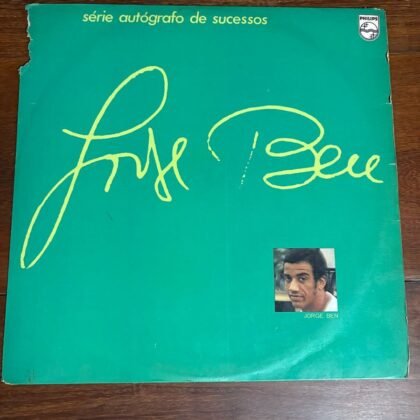 série autógrafo de sucessos
PHILIPS
Jorge Ben
JORGE BEN